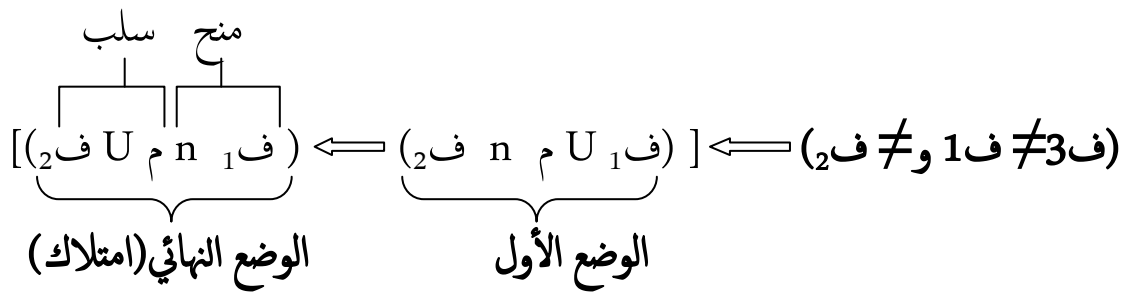 منح سلب
(ف3≠ ف1 و≠ ف2) ⇐ [ (ف1 U م n ف2) ⇐ (ف1 n م U ف2)]
الوضع الأول الوضع النهائي(امتلاك)